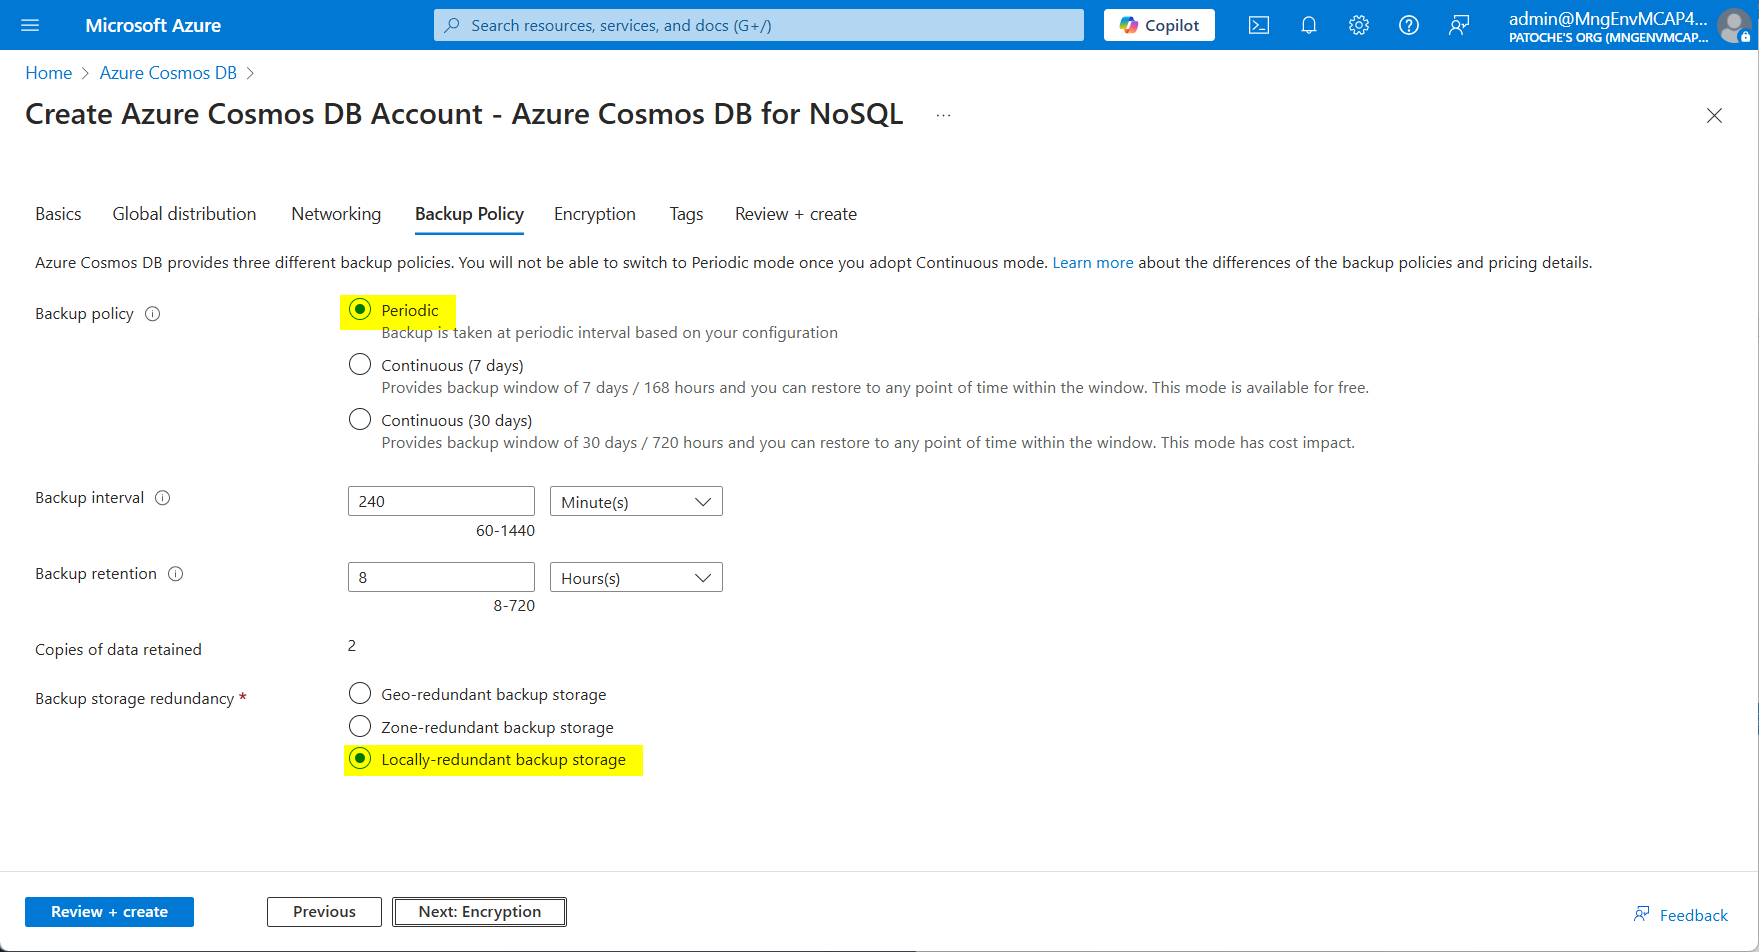 Microsoft Azure
Search resources, services, and docs (G+/)
Copilot
admin@MngEnvMCAP4...
PATOCHE'S ORG (MNGENVMCAP...
Home > Azure Cosmos DB >
Create Azure Cosmos DB Account - Azure Cosmos DB for NoSQL ...
Basics Global distribution Networking Backup Policy Encryption Tags Review + create
Azure Cosmos DB provides three different backup policies. You will not be able to switch to Periodic mode once you adopt Continuous mode. Learn more about the differences of the backup policies and pricing details.
Backup policy
Periodic
Backup is taken at periodic interval based on your configuration
Continuous (7 days)
Provides backup window of 7 days / 168 hours and you can restore to any point of time within the window. This mode is available for free.
Continuous (30 days)
Provides backup window of 30 days / 720 hours and you can restore to any point of time within the window. This mode has cost impact.
Backup interval 240 Minute(s)
60-1440
Backup retention 8 Hours(s)
8-720
Copies of data retained 2
Backup storage redundancy *
Geo-redundant backup storage
Zone-redundant backup storage
Locally-redundant backup storage
Review + create Previous Next: Encryption Feedback